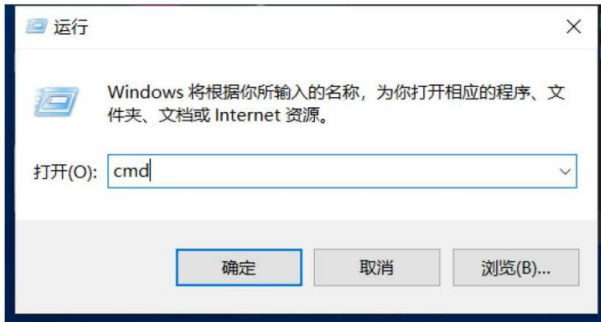 运行
Windows 将根据你所输入的名称，为你打开相应的程序、文
件夹、文档或 Internet 资源。
打开(O): cmd
确定 取消 浏览(B)...